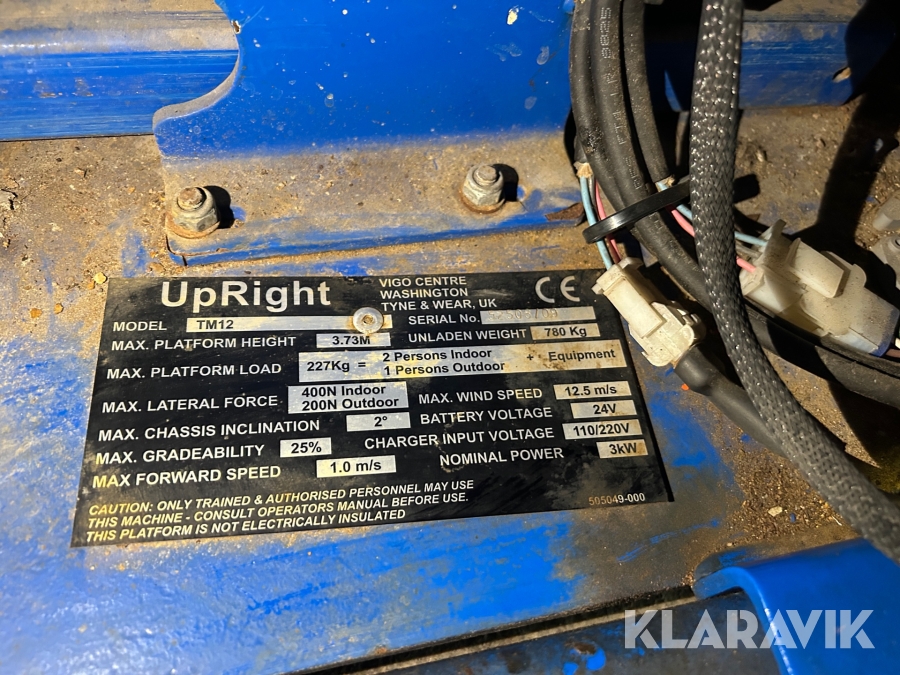 UpRight
VIGO CENTRE
WASHINGTON
TYNE & WEAR, UK
CE
MODEL TM12
SERIAL No.
MAX. PLATFORM HEIGHT 3.73M
UNLADEN WEIGHT 780 Kg
MAX. PLATFORM LOAD 227Kg = 2 Persons Indoor + Equipment
1 Persons Outdoor
MAX. LATERAL FORCE 400N Indoor
200N Outdoor
MAX. WIND SPEED 12.5 m/s
MAX. CHASSIS INCLINATION 2°
BATTERY VOLTAGE 24V
MAX. GRADEABILITY 25%
CHARGER INPUT VOLTAGE 110/220V
MAX FORWARD SPEED 1.0 m/s
NOMINAL POWER 3kW
CAUTION: ONLY TRAINED & AUTHORISED PERSONNEL MAY USE
THIS MACHINE - CONSULT OPERATORS MANUAL BEFORE USE.
THIS PLATFORM IS NOT ELECTRICALLY INSULATED
505049-000
KLARAVIK